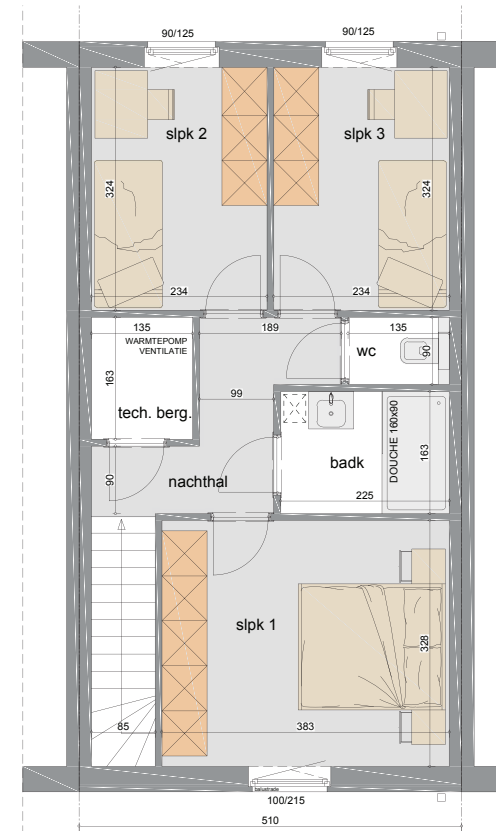 90/125
90/125
slpk 2
slpk 3
324
324
234
234
135
189
135
WARMTEPOMP
VENTILATIE
wc
90
163
99
tech. berg.
DOUCHE 160x90
badk
163
90
nachthal
225
slpk 1
328
85
383
balustrade
100/215
510